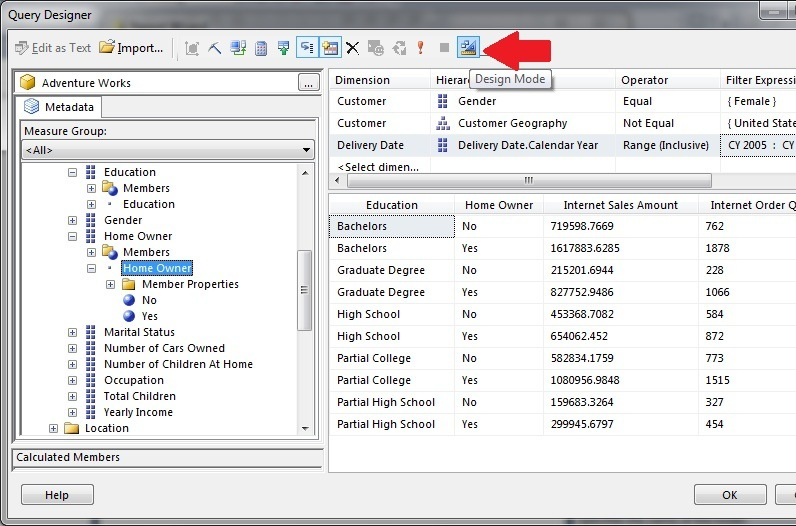 Query Designer
Edit as Text Import...
Design Mode
Adventure Works ...
Metadata
Measure Group:
<All>
Education
Members
Education
Gender
Home Owner
Members
Home Owner
Member Properties
No
Yes
Marital Status
Number of Cars Owned
Number of Children At Home
Occupation
Total Children
Yearly Income
Location
Calculated Members
Dimension Hierarc Operator Filter Expressi
Customer Gender Equal { Female }
Customer Customer Geography Not Equal { United State
Delivery Date Delivery Date.Calendar Year Range (Inclusive) CY 2005 : CY
<Select dimen...
Education Home Owner Internet Sales Amount Internet Order Q
Bachelors No 719598.7669 762
Bachelors Yes 1617883.6285 1878
Graduate Degree No 215201.6944 228
Graduate Degree Yes 827752.9486 1066
High School No 453368.7082 584
High School Yes 654062.452 872
Partial College No 582834.1759 773
Partial College Yes 1080956.9848 1515
Partial High School No 159683.3264 327
Partial High School Yes 299945.6797 454
Help OK